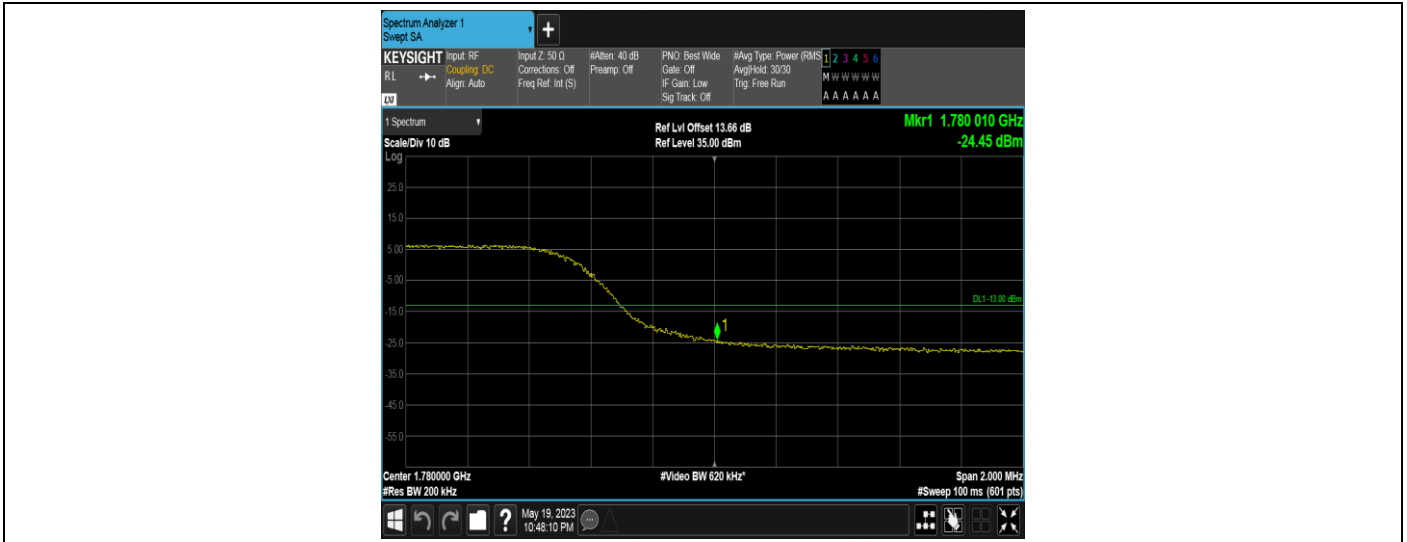 Spectrum Analyzer 1
Swept SA
+
KEYSIGHT Input: RF Input Z: 50 Ω #Atten: 40 dB PNO: Best Wide #Avg Type: Power (RMS 1 2 3 4 5 6
RL Coupling: DC Corrections: Off Preamp: Off Gate: Off Avg|Hold: 30/30 M W W W W W
Align: Auto Freq Ref: Int (S) IF Gain: Low Trig: Free Run
LXI Sig Track: Off A A A A A A
1 Spectrum Ref Lvl Offset 13.66 dB Mkr1 1.780 010 GHz
Scale/Div 10 dB Ref Level 35.00 dBm -24.45 dBm
Log
25.0
15.0
5.00
-5.00
DL1 -13.00 dBm
-15.0
1
-25.0
-35.0
-45.0
-55.0
Center 1.780000 GHz #Video BW 620 kHz* Span 2.000 MHz
#Res BW 200 kHz #Sweep 100 ms (601 pts)
? May 19, 2023
10:48:10 PM